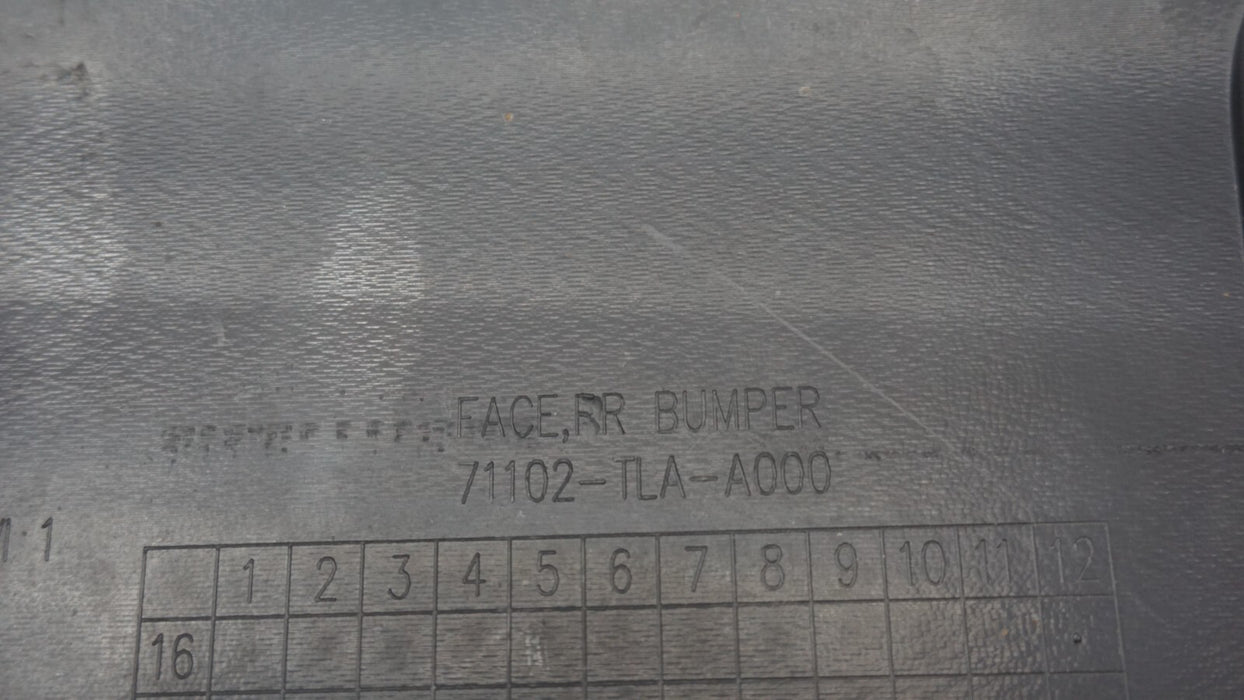 FACE,RR BUMPER
71102-TLA-A000
1 2 3 4 5 6 7 8 9 10 11 12
16